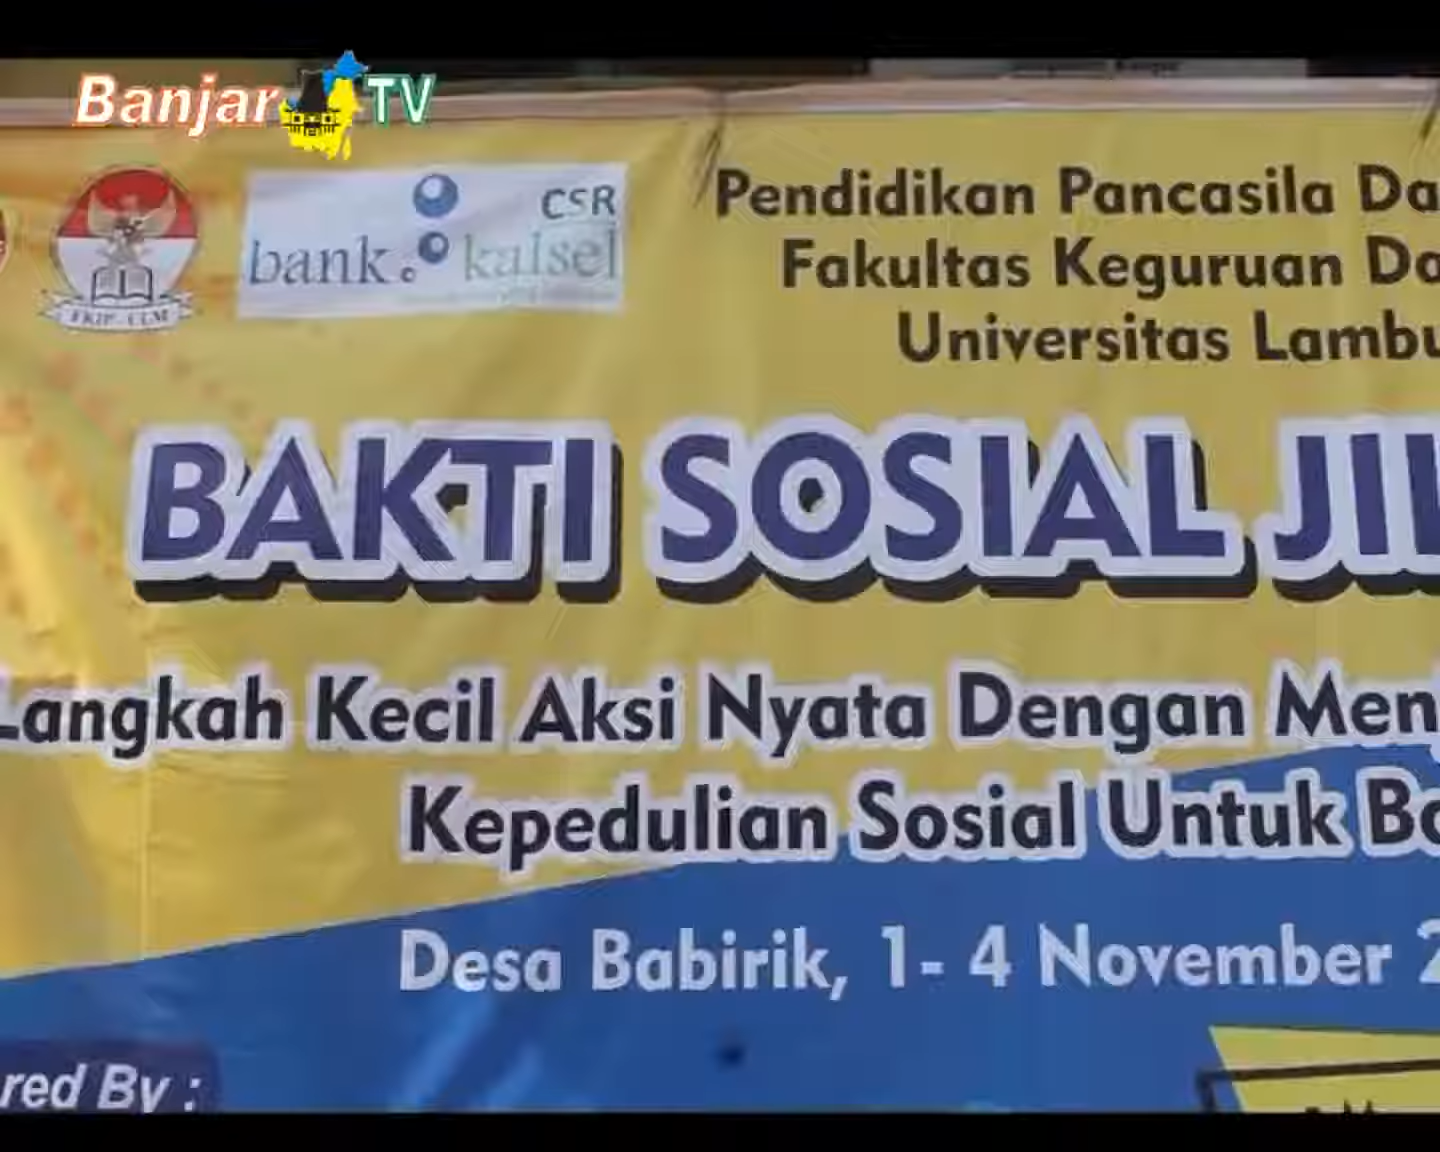 Banjar TV
CSR
bank kalsel
FKIP - ULM
Pendidikan Pancasila Da
Fakultas Keguruan Da
Universitas Lambu
BAKTI SOSIAL JIL
Langkah Kecil Aksi Nyata Dengan Men
Kepedulian Sosial Untuk Ba
Desa Babirik, 1- 4 November 2
red By :